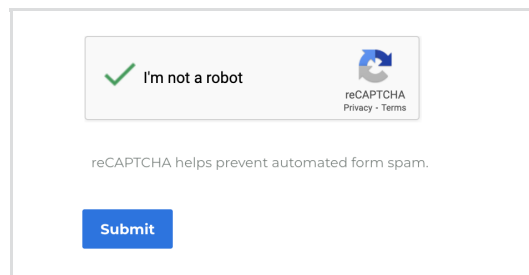 I'm not a robot
reCAPTCHA
Privacy - Terms
reCAPTCHA helps prevent automated form spam.
Submit